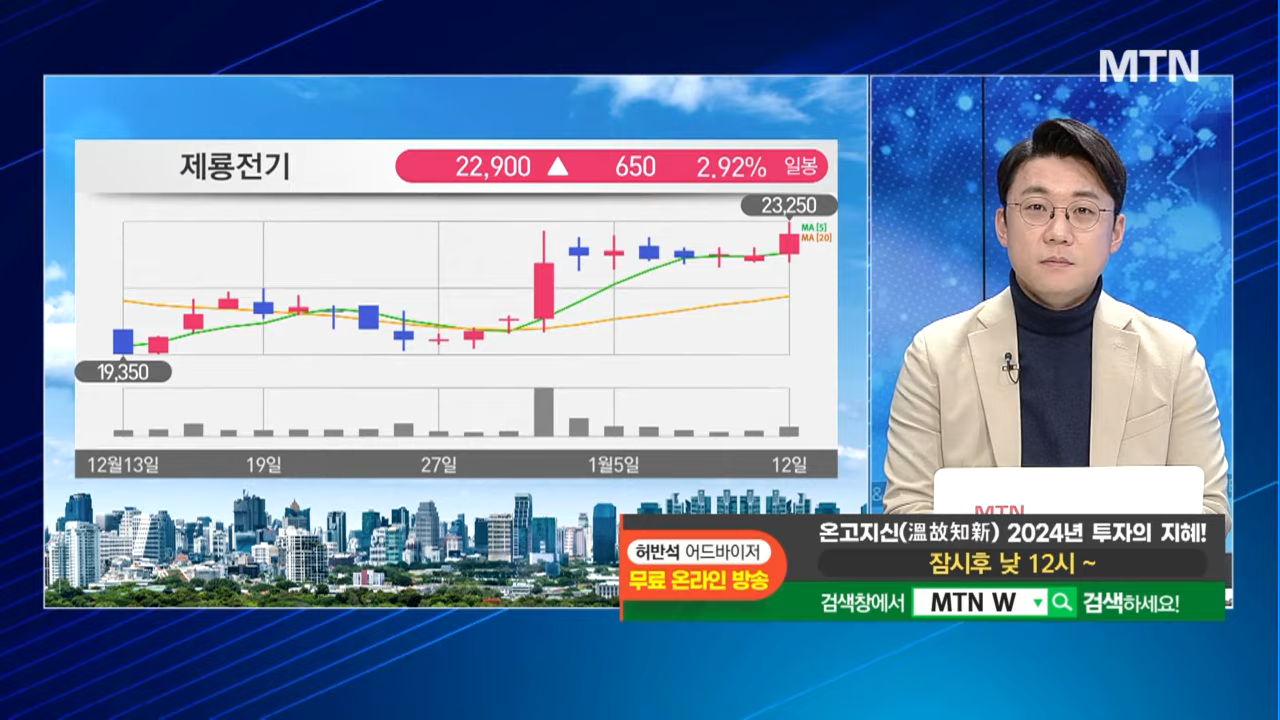 MTN
제룡전기
22,900 ▲ 650 2.92% 일봉
23,250
MA [5]
MA [20]
19,350
12월13일 19일 27일 1월5일 12일
MTN
허반석 어드바이저
무료 온라인 방송
온고지신(溫故知新) 2024년 투자의 지혜!
잠시후 낮 12시 ~
검색창에서 MTN W 검색하세요!